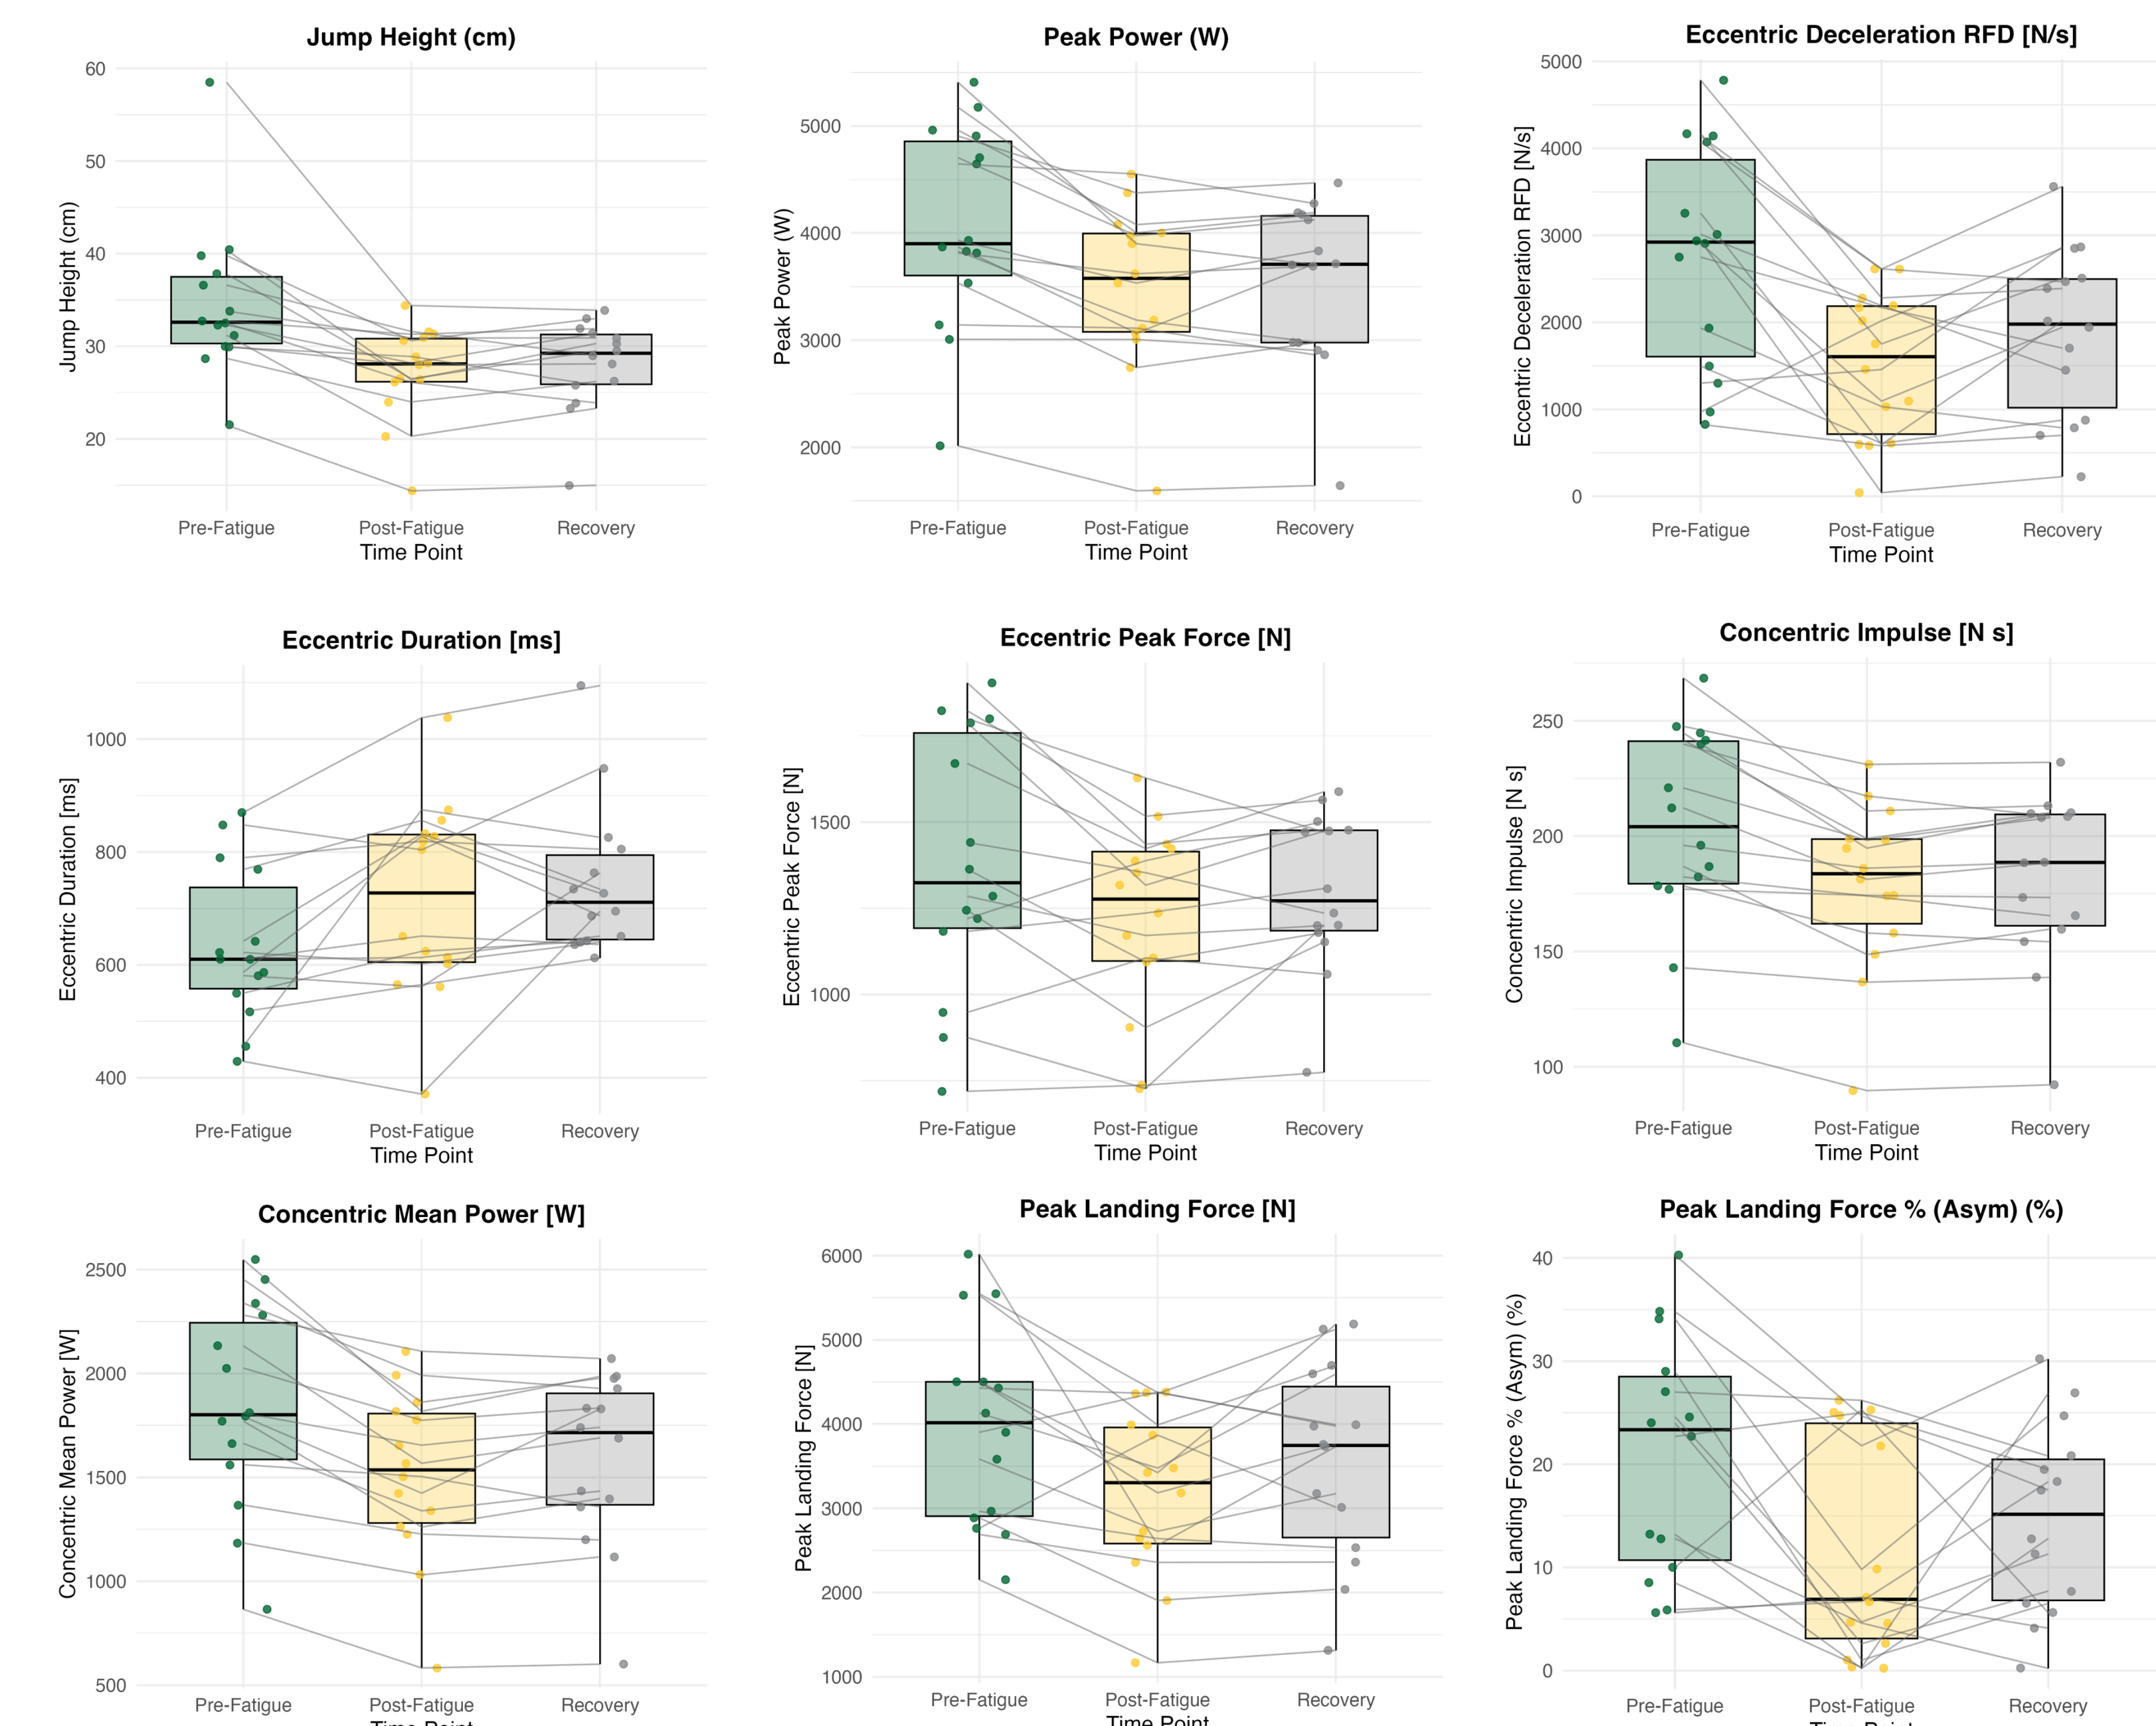 Jump Height (cm)
Jump Height (cm)
60
50
40
30
20
Pre-Fatigue
Post-Fatigue
Recovery
Time Point
Peak Power (W)
Peak Power (W)
5000
4000
3000
2000
Pre-Fatigue
Post-Fatigue
Recovery
Time Point
Eccentric Deceleration RFD [N/s]
Eccentric Deceleration RFD [N/s]
5000
4000
3000
2000
1000
0
Pre-Fatigue
Post-Fatigue
Recovery
Time Point
Eccentric Duration [ms]
Eccentric Duration [ms]
1000
800
600
400
Pre-Fatigue
Post-Fatigue
Recovery
Time Point
Eccentric Peak Force [N]
Eccentric Peak Force [N]
1500
1000
Pre-Fatigue
Post-Fatigue
Recovery
Time Point
Concentric Impulse [N s]
Concentric Impulse [N s]
250
200
150
100
Pre-Fatigue
Post-Fatigue
Recovery
Time Point
Concentric Mean Power [W]
Concentric Mean Power [W]
2500
2000
1500
1000
500
Pre-Fatigue
Post-Fatigue
Recovery
Time Point
Peak Landing Force [N]
Peak Landing Force [N]
6000
5000
4000
3000
2000
1000
Pre-Fatigue
Post-Fatigue
Recovery
Time Point
Peak Landing Force % (Asym) (%)
Peak Landing Force % (Asym) (%)
40
30
20
10
0
Pre-Fatigue
Post-Fatigue
Recovery
Time Point